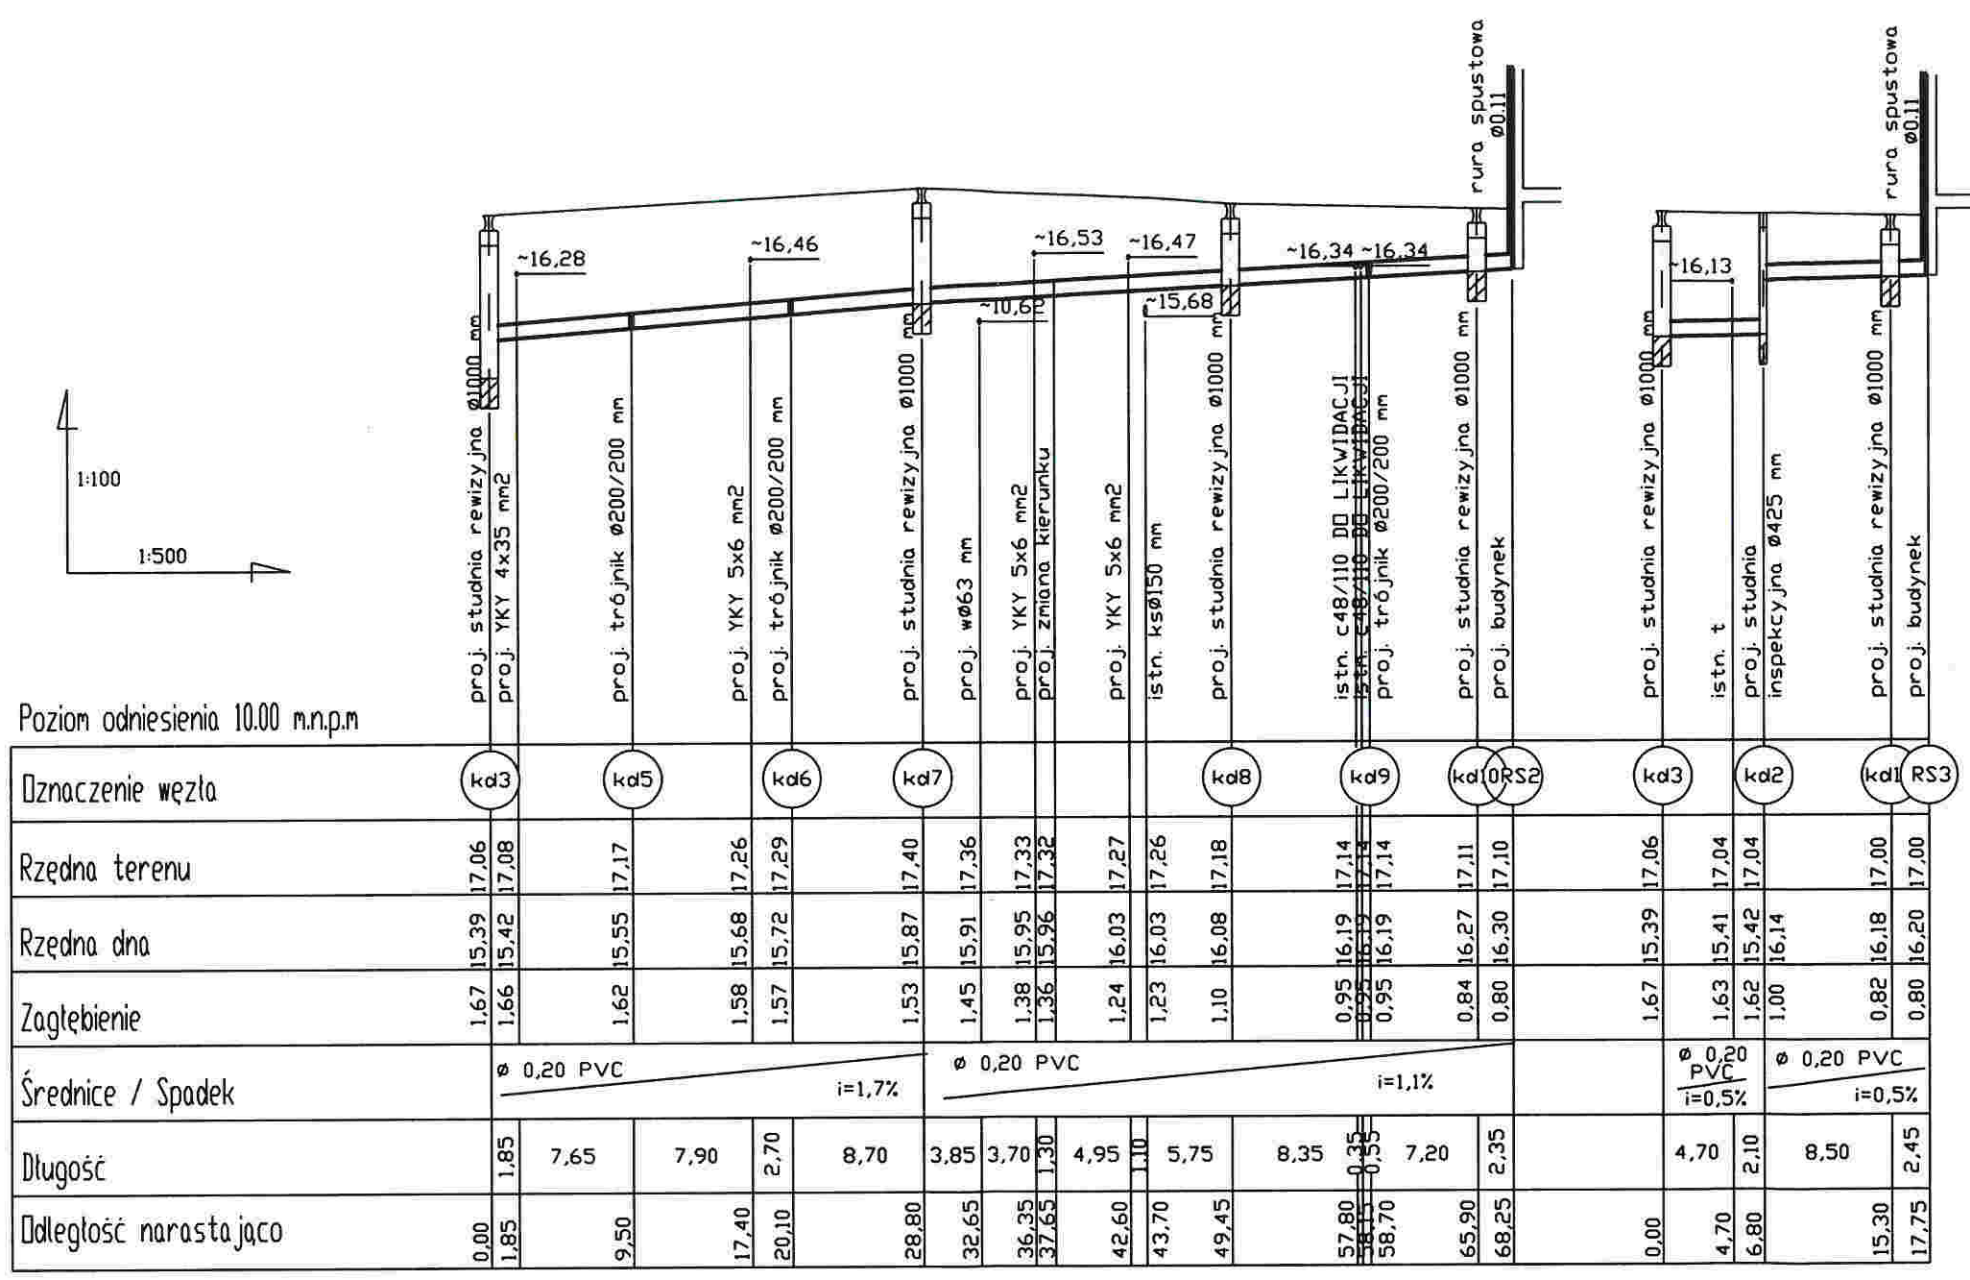 rura spustowa
ø0.11
rura spustowa
ø0.11
~16,28
~16,46
~16,53
~16,47
~16,34
~16,34
~16,13
~10,62
~15,68
1:100
1:500
proj. studnia rewizyjna ø1000 mm
proj. YKY 4x35 mm2
proj. trójnik ø200/200 mm
proj. YKY 5x6 mm2
proj. trójnik ø200/200 mm
proj. studnia rewizyjna ø1000 mm
proj. wø63 mm
proj. YKY 5x6 mm2
proj. zmiana kierunku
proj. YKY 5x6 mm2
istn. ksø150 mm
proj. studnia rewizyjna ø1000 mm
istn. c48/110 DO LIKWIDACJI
istn. c48/110 DO LIKWIDACJI
proj. trójnik ø200/200 mm
proj. studnia rewizyjna ø1000 mm
proj. budynek
proj. studnia rewizyjna ø1000 mm
istn. t
proj. studnia
inspekcyjna ø425 mm
proj. studnia rewizyjna ø1000 mm
proj. budynek
Poziom odniesienia 10.00 m.n.p.m
Oznaczenie węzła kd3 kd5 kd6 kd7 kd8 kd9 kd10 RS2 kd3 kd2 kd1 RS3
Rzędna terenu 17,06 17,08 17,17 17,26 17,29 17,40 17,36 17,33 17,32 17,27 17,26 17,18 17,14 17,14 17,14 17,11 17,10 17,06 17,04 17,04 17,00 17,00
Rzędna dna 15,39 15,42 15,55 15,68 15,72 15,87 15,91 15,95 15,96 16,03 16,03 16,08 16,19 16,19 16,19 16,27 16,30 15,39 15,41 15,42 16,14 16,18 16,20
Zagłębienie 1,67 1,66 1,62 1,58 1,57 1,53 1,45 1,38 1,36 1,24 1,23 1,10 0,95 0,95 0,95 0,84 0,80 1,67 1,63 1,62 1,00 0,82 0,80
Średnice / Spadek ø 0,20 PVC i=1,7% ø 0,20 PVC i=1,1% ø 0,20 PVC i=0,5% ø 0,20 PVC i=0,5%
Długość 1,85 7,65 7,90 2,70 8,70 3,85 3,70 1,30 4,95 1,10 5,75 8,35 0,35 0,55 7,20 2,35 4,70 2,10 8,50 2,45
Odległość narastająco 0,00 1,85 9,50 17,40 20,10 28,80 32,65 36,35 37,65 42,60 43,70 49,45 57,80 58,15 58,70 65,90 68,25 0,00 4,70 6,80 15,30 17,75